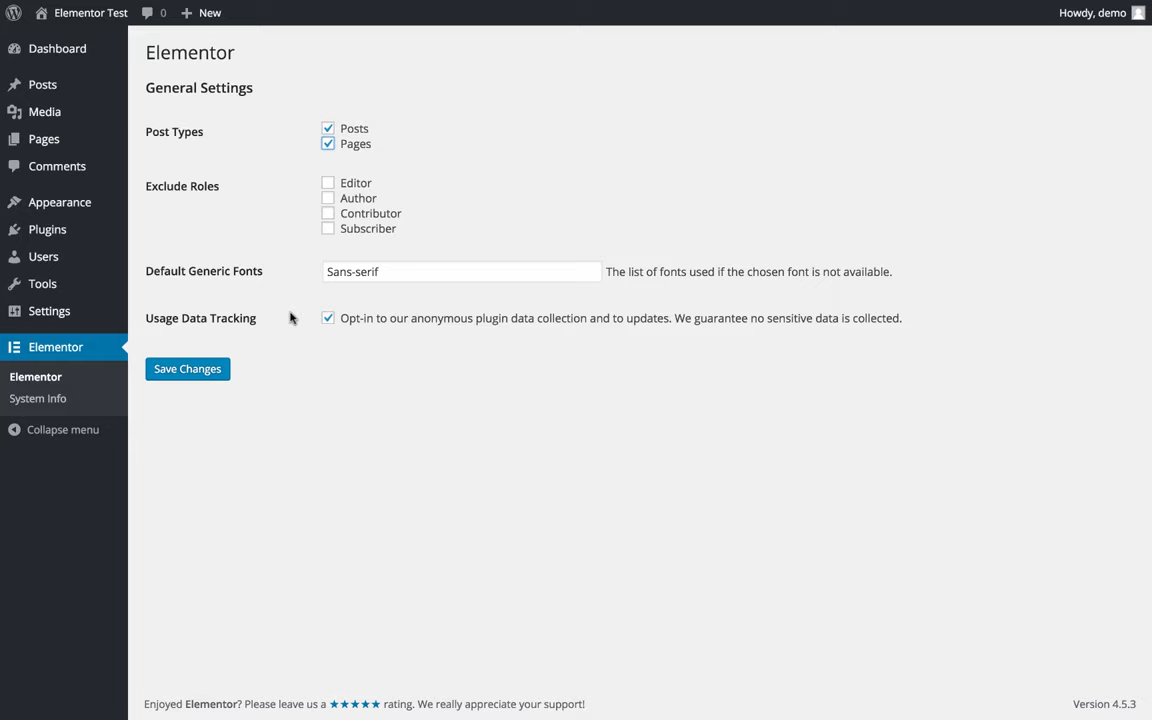 Elementor Test
0
New
Howdy, demo
Dashboard
Posts
Media
Pages
Comments
Appearance
Plugins
Users
Tools
Settings
Elementor
Elementor
System Info
Collapse menu
Elementor
General Settings
Post Types
Posts
Pages
Exclude Roles
Editor
Author
Contributor
Subscriber
Default Generic Fonts
Sans-serif
The list of fonts used if the chosen font is not available.
Usage Data Tracking
Opt-in to our anonymous plugin data collection and to updates. We guarantee no sensitive data is collected.
Save Changes
Enjoyed Elementor? Please leave us a ★★★★★ rating. We really appreciate your support!
Version 4.5.3